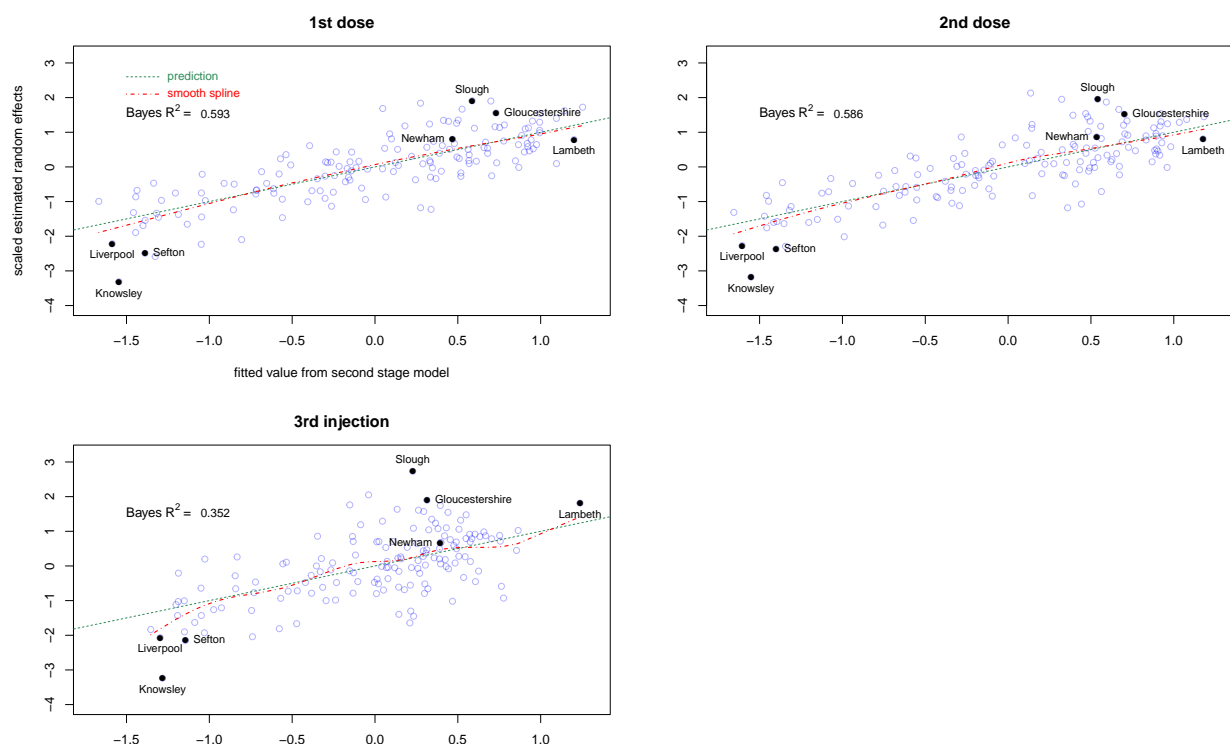 1st dose
3
2
1
0
−1
−2
−3
−4
scaled estimated random effects
prediction
smooth spline
Bayes R² = 0.593
Slough
Gloucestershire
Newham
Lambeth
Liverpool
Sefton
Knowsley
−1.5 −1.0 −0.5 0.0 0.5 1.0
fitted value from second stage model
2nd dose
3
2
1
0
−1
−2
−3
−4
Bayes R² = 0.586
Slough
Gloucestershire
Newham
Lambeth
Liverpool
Sefton
Knowsley
−1.5 −1.0 −0.5 0.0 0.5 1.0
3rd injection
3
2
1
0
−1
−2
−3
−4
Bayes R² = 0.352
Slough
Gloucestershire
Lambeth
Newham
Liverpool
Sefton
Knowsley
−1.5 −1.0 −0.5 0.0 0.5 1.0